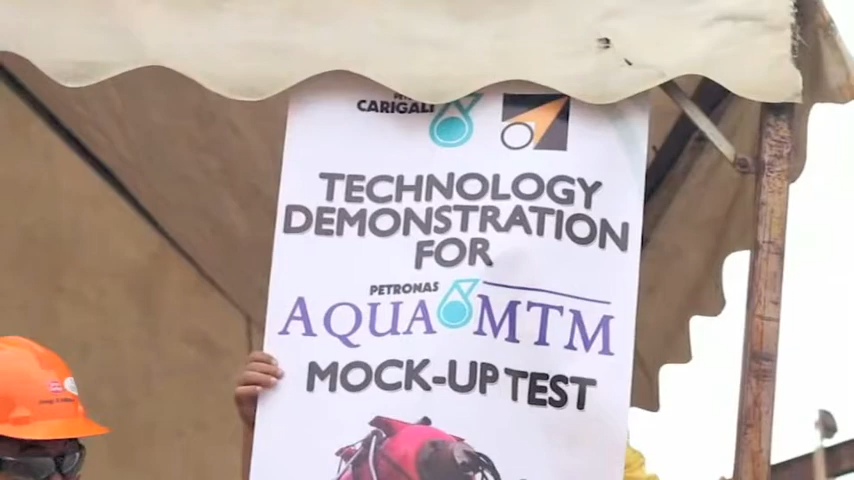 CARIGALI
TECHNOLOGY
DEMONSTRATION
FOR
PETRONAS
AQUA MTM
MOCK-UP TEST